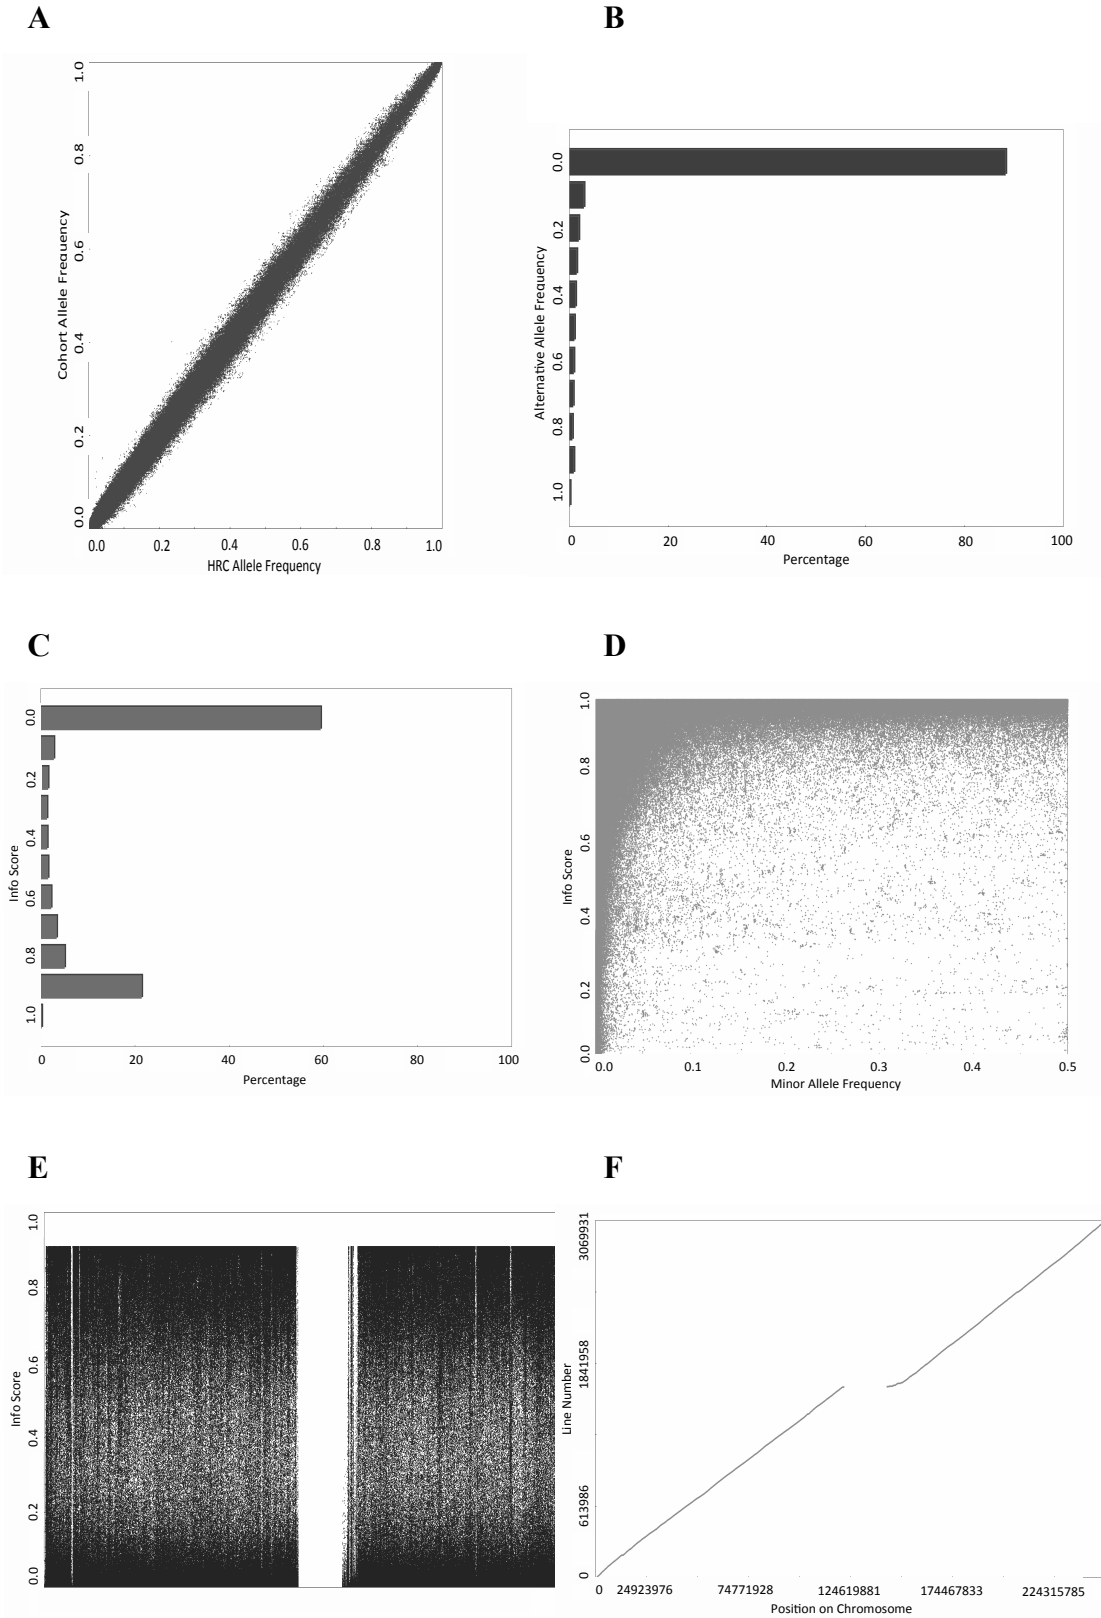 A
B
1.0
0.8
0.6
0.4
0.2
0.0
Cohort Allele Frequency
0.0 0.2 0.4 0.6 0.8 1.0
HRC Allele Frequency
0.0
0.2
0.4
0.6
0.8
1.0
Alternative Allele Frequency
0 20 40 60 80 100
Percentage
C
D
0.0
0.2
0.4
0.6
0.8
1.0
Info Score
0 20 40 60 80 100
Percentage
1.0
0.8
0.6
0.4
0.2
0.0
Info Score
0.0 0.1 0.2 0.3 0.4 0.5
Minor Allele Frequency
E
F
1.0
0.8
0.6
0.4
0.2
0.0
Info Score
3069931
1841958
613986
0
Line Number
0 24923976 74771928 124619881 174467833 224315785
Position on Chromosome